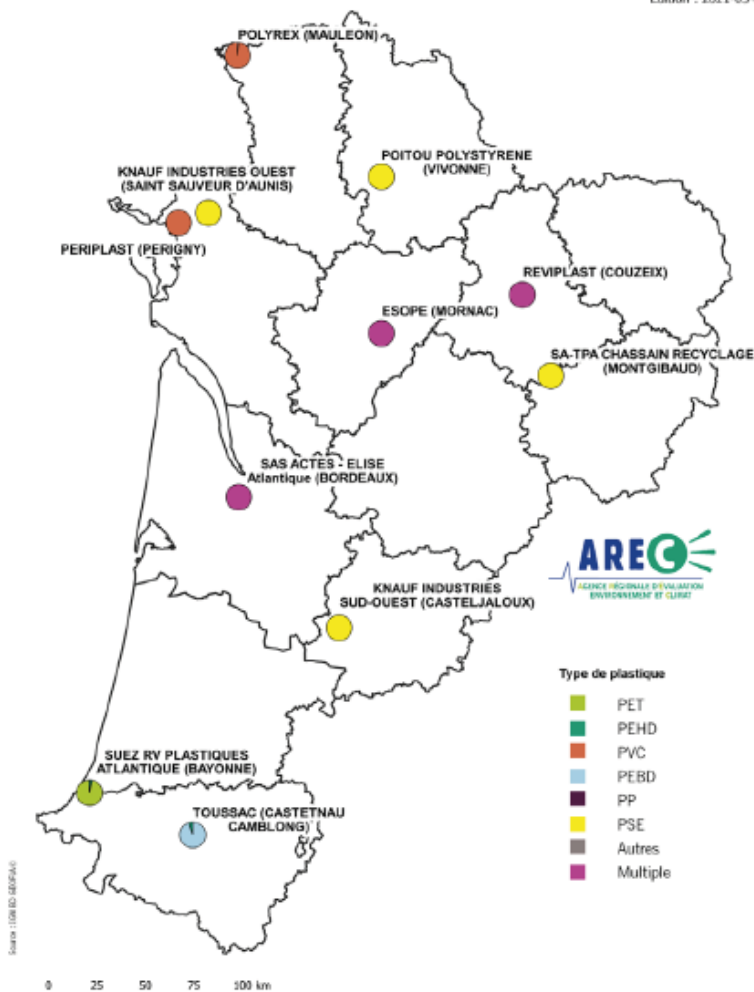 POLYREX (MAULEON)
POITOU POLYSTYRENE
(VIVONNE)
KNAUF INDUSTRIES OUEST
(SAINT SAUVEUR D'AUNIS)
PERIPLAST (PERIGNY)
REVIPLAST (COUZEIX)
ESOPE (MORNAC)
SA-TPA CHASSAIN RECYCLAGE
(MONTGIBAUD)
SAS ACTES - ELISE
Atlantique (BORDEAUX)
AREC
AGENCE RÉGIONALE D'ÉVALUATION
ENVIRONNEMENT ET CLIMAT
KNAUF INDUSTRIES
SUD-OUEST (CASTELJALOUX)
Type de plastique
PET
PEHD
PVC
PEBD
PP
PSE
Autres
Multiple
SUEZ RV PLASTIQUES
ATLANTIQUE (BAYONNE)
TOUSSAC (CASTETNAU
CAMBLONG)
0 25 50 75 100 km